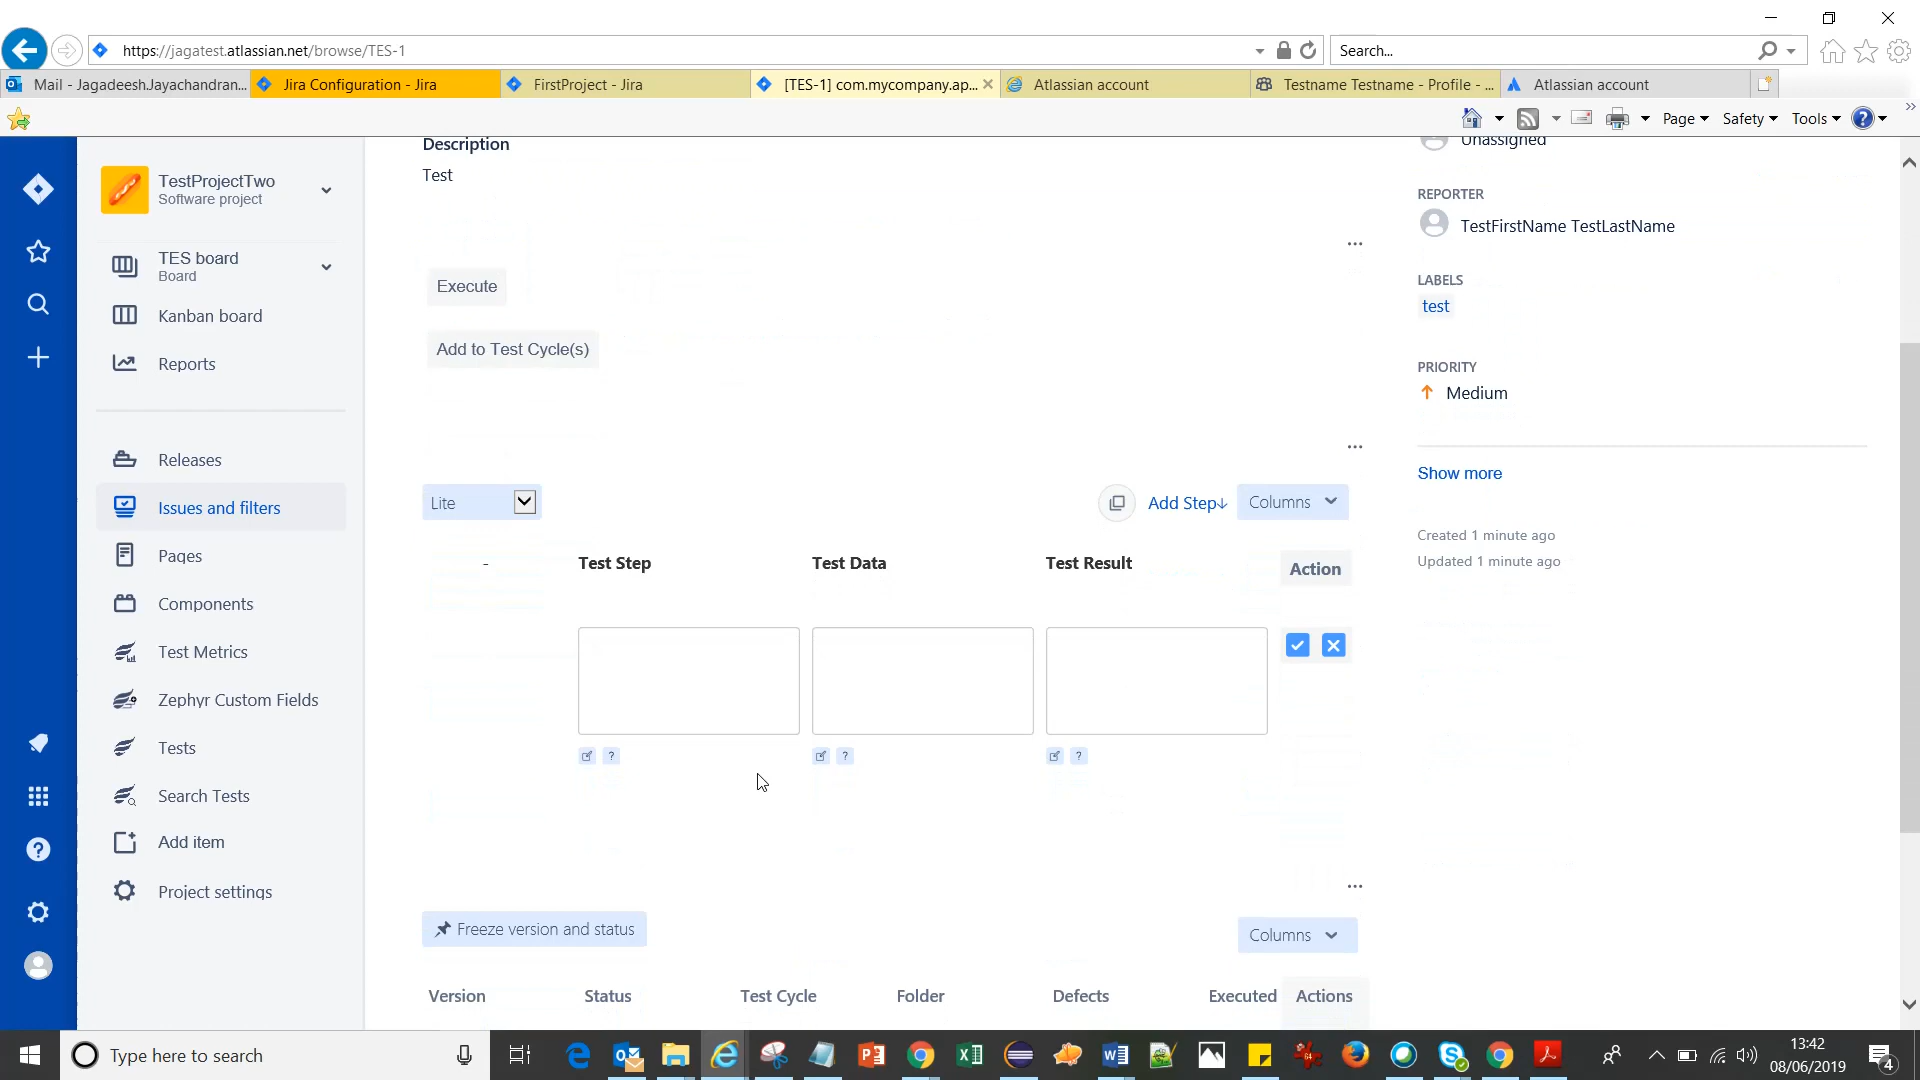 https://jagatest.atlassian.net/browse/TES-1
Search...
Mail - Jagadeesh.Jayachandran...
Jira Configuration - Jira
FirstProject - Jira
[TES-1] com.mycompany.ap...
Atlassian account
Testname Testname - Profile - ...
Atlassian account
Page
Safety
Tools
TestProjectTwo
Software project
TES board
Board
Kanban board
Reports
Releases
Issues and filters
Pages
Components
Test Metrics
Zephyr Custom Fields
Tests
Search Tests
Add item
Project settings
Description
Test
Execute
Add to Test Cycle(s)
Lite
Add Step↓
Columns
-
Test Step
Test Data
Test Result
Action
?
?
?
Freeze version and status
Columns
Version
Status
Test Cycle
Folder
Defects
Executed
Actions
Unassigned
REPORTER
TestFirstName TestLastName
LABELS
test
PRIORITY
Medium
Show more
Created 1 minute ago
Updated 1 minute ago
Type here to search
64
13:42
08/06/2019
4